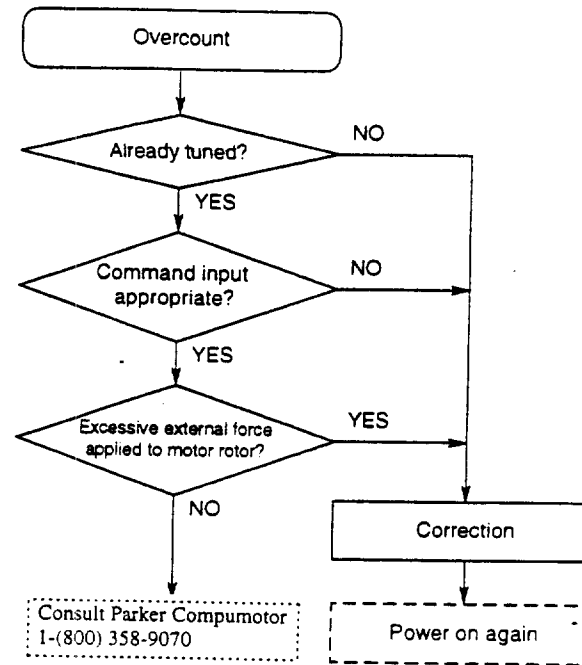 Overcount
Already tuned?
NO
YES
Command input
appropriate?
NO
YES
Excessive external force
applied to motor rotor?
YES
NO
Correction
Consult Parker Compumotor
1-(800) 358-9070
Power on again